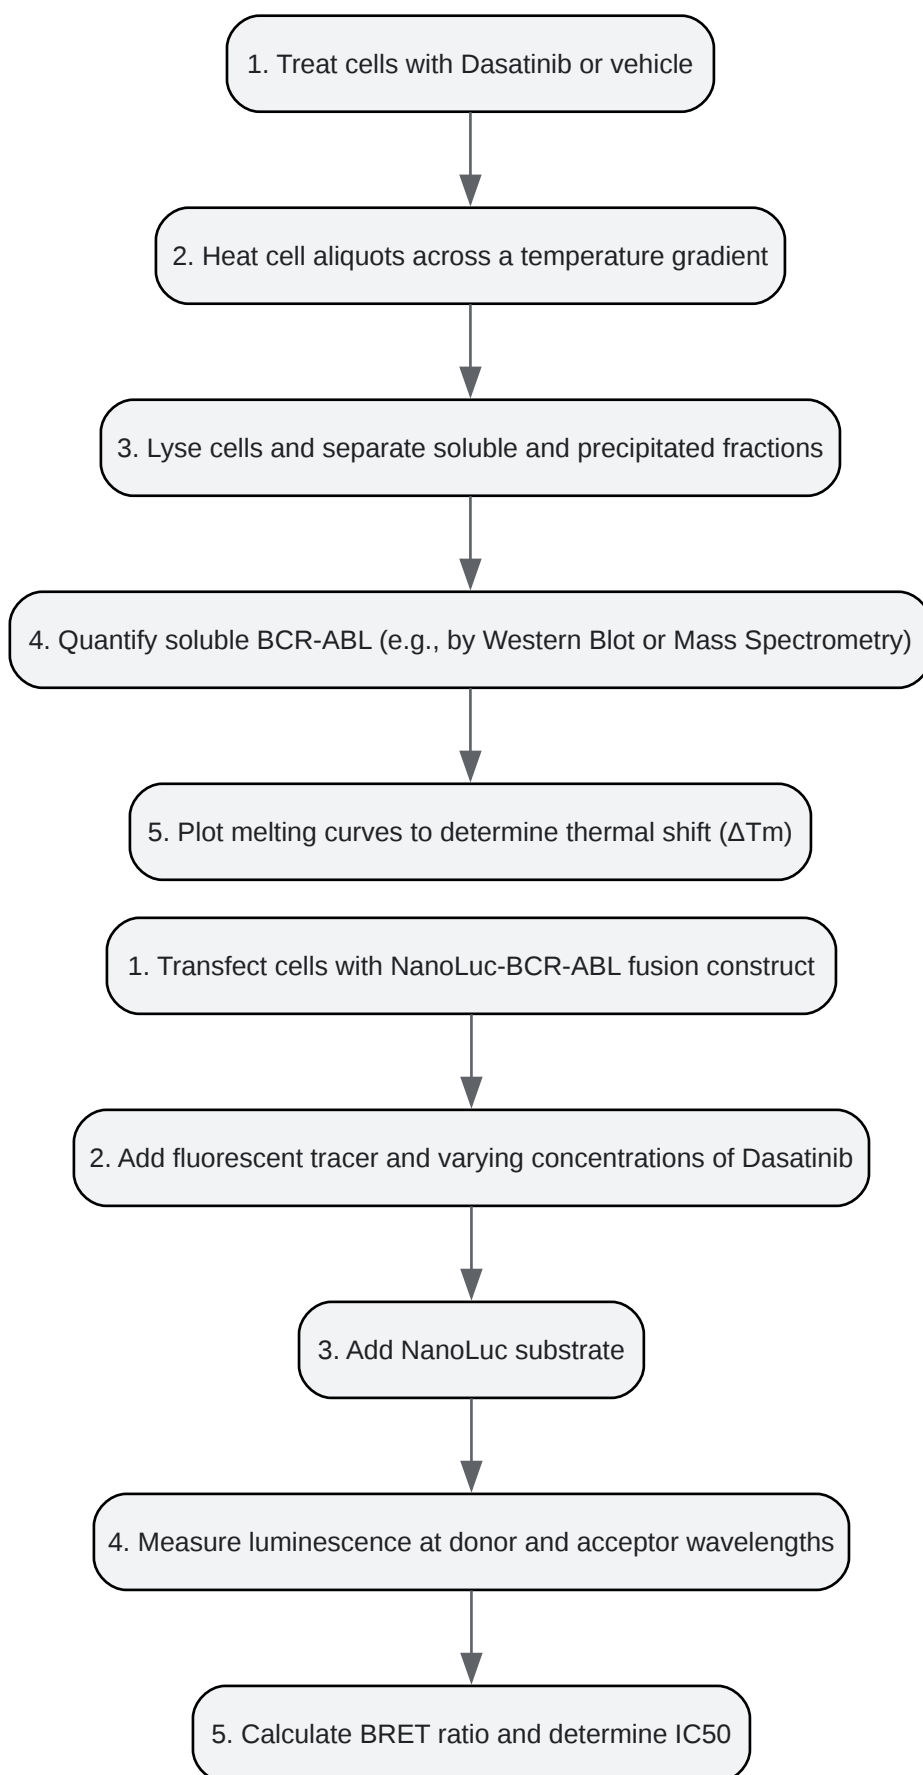 1. Treat cells with Dasatinib or vehicle
2. Heat cell aliquots across a temperature gradient
3. Lyse cells and separate soluble and precipitated fractions
4. Quantify soluble BCR-ABL (e.g., by Western Blot or Mass Spectrometry)
5. Plot melting curves to determine thermal shift (ΔTm)
1. Transfect cells with NanoLuc-BCR-ABL fusion construct
2. Add fluorescent tracer and varying concentrations of Dasatinib
3. Add NanoLuc substrate
4. Measure luminescence at donor and acceptor wavelengths
5. Calculate BRET ratio and determine IC50